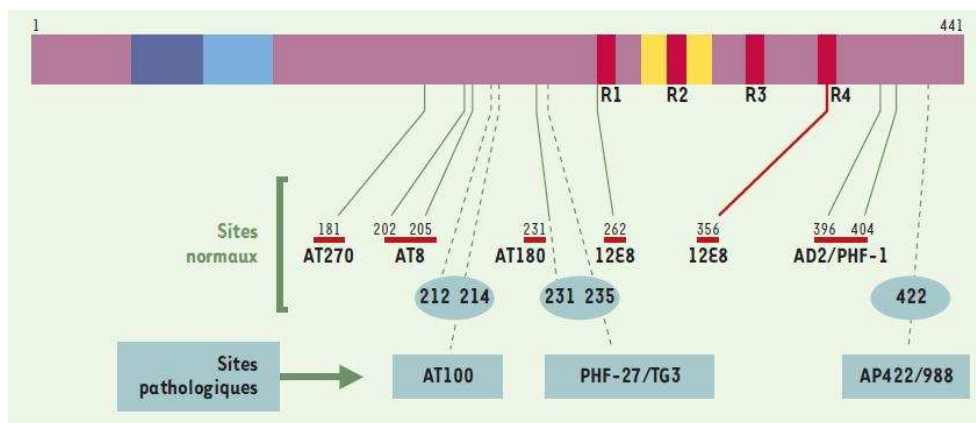 1 441
R1 R2 R3 R4
Sites
normaux
181 202 205 231 262 356 396 404
AT270 AT8 AT180 12E8 12E8 AD2/PHF-1
212 214 231 235 422
Sites
pathologiques
AT100 PHF-27/TG3 AP422/988